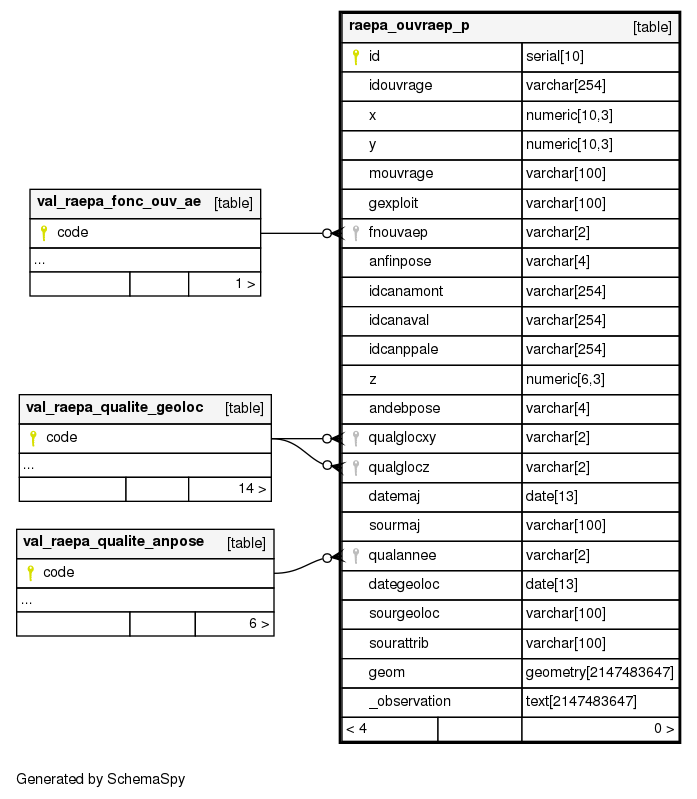 raepa_ouvraep_p [table]
id serial[10]
idouvrage varchar[254]
x numeric[10,3]
y numeric[10,3]
mouvrage varchar[100]
gexploit varchar[100]
fnouvaep varchar[2]
anfinpose varchar[4]
idcanamont varchar[254]
idcanaval varchar[254]
idcanppale varchar[254]
z numeric[6,3]
andebpose varchar[4]
qualglocxy varchar[2]
qualglocz varchar[2]
datemaj date[13]
sourmaj varchar[100]
qualannee varchar[2]
dategeoloc date[13]
sourgeoloc varchar[100]
sourattrib varchar[100]
geom geometry[2147483647]
_observation text[2147483647]
< 4 0 >
val_raepa_fonc_ouv_ae [table]
code
...
1 >
val_raepa_qualite_geoloc [table]
code
...
14 >
val_raepa_qualite_anpose [table]
code
...
6 >
Generated by SchemaSpy